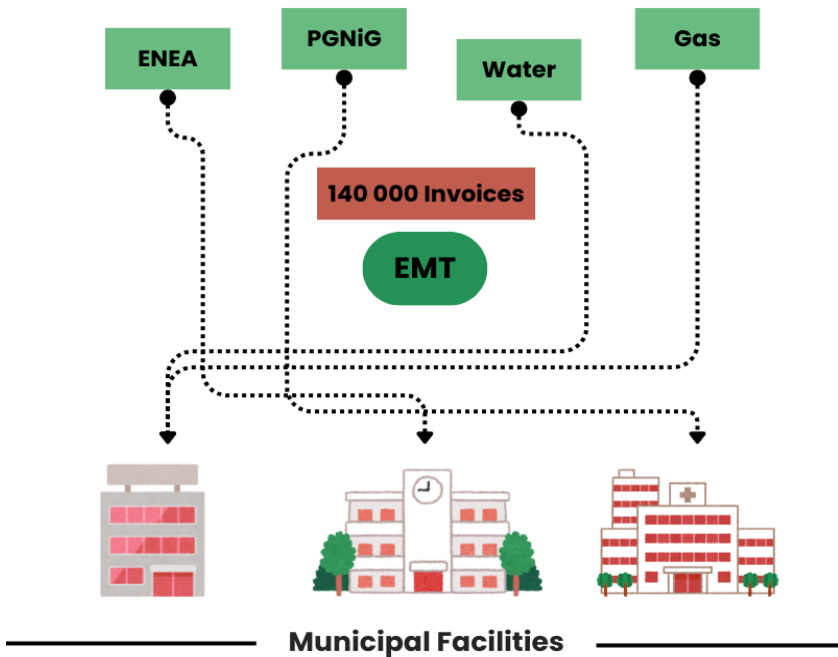 ENEA
PGNiG
Water
Gas
140 000 Invoices
EMT
Municipal Facilities